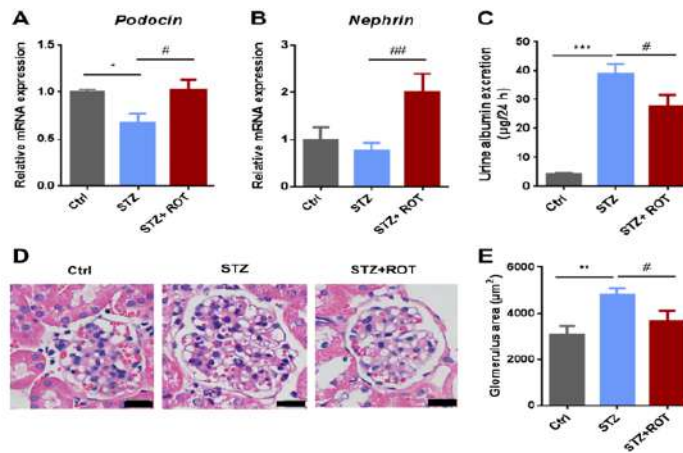 A
Podocin
Relative mRNA expression
1.5
1.0
0.5
0.0
*
#
Ctrl
STZ
STZ+ ROT
B
Nephrin
Relative mRNA expression
3
2
1
0
##
Ctrl
STZ
STZ+ ROT
C
Urine albumin excretion
(μg/24 h)
50
40
30
20
10
0
***
#
Ctrl
STZ
STZ+ROT
D
Ctrl
STZ
STZ+ROT
E
Glomerulus area (μm²)
6000
4000
2000
0
**
#
Ctrl
STZ
STZ+ROT